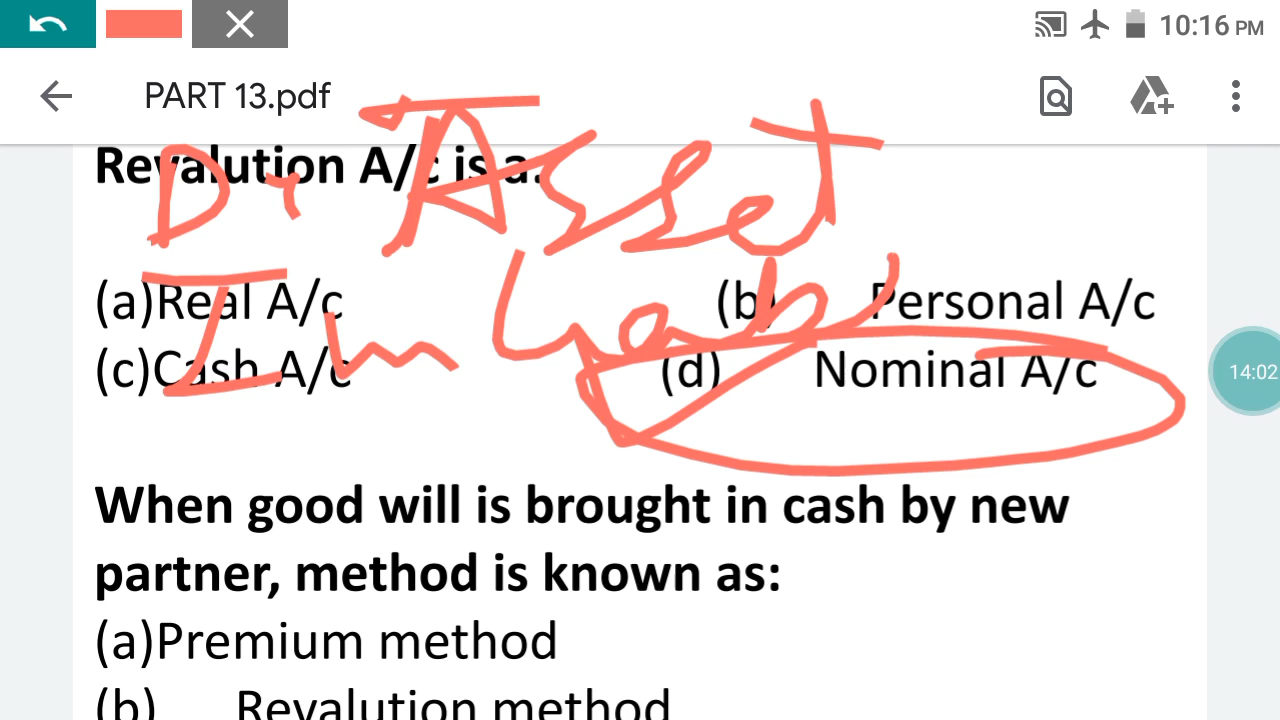 10:16 PM
PART 13.pdf
Revalution A/c is a:
Dr Asset
(a)Real A/c (b) Personal A/c
In Liab
(c)Cash A/c (d) Nominal A/c
14:02
When good will is brought in cash by new
partner, method is known as:
(a)Premium method
(b) Revalution method